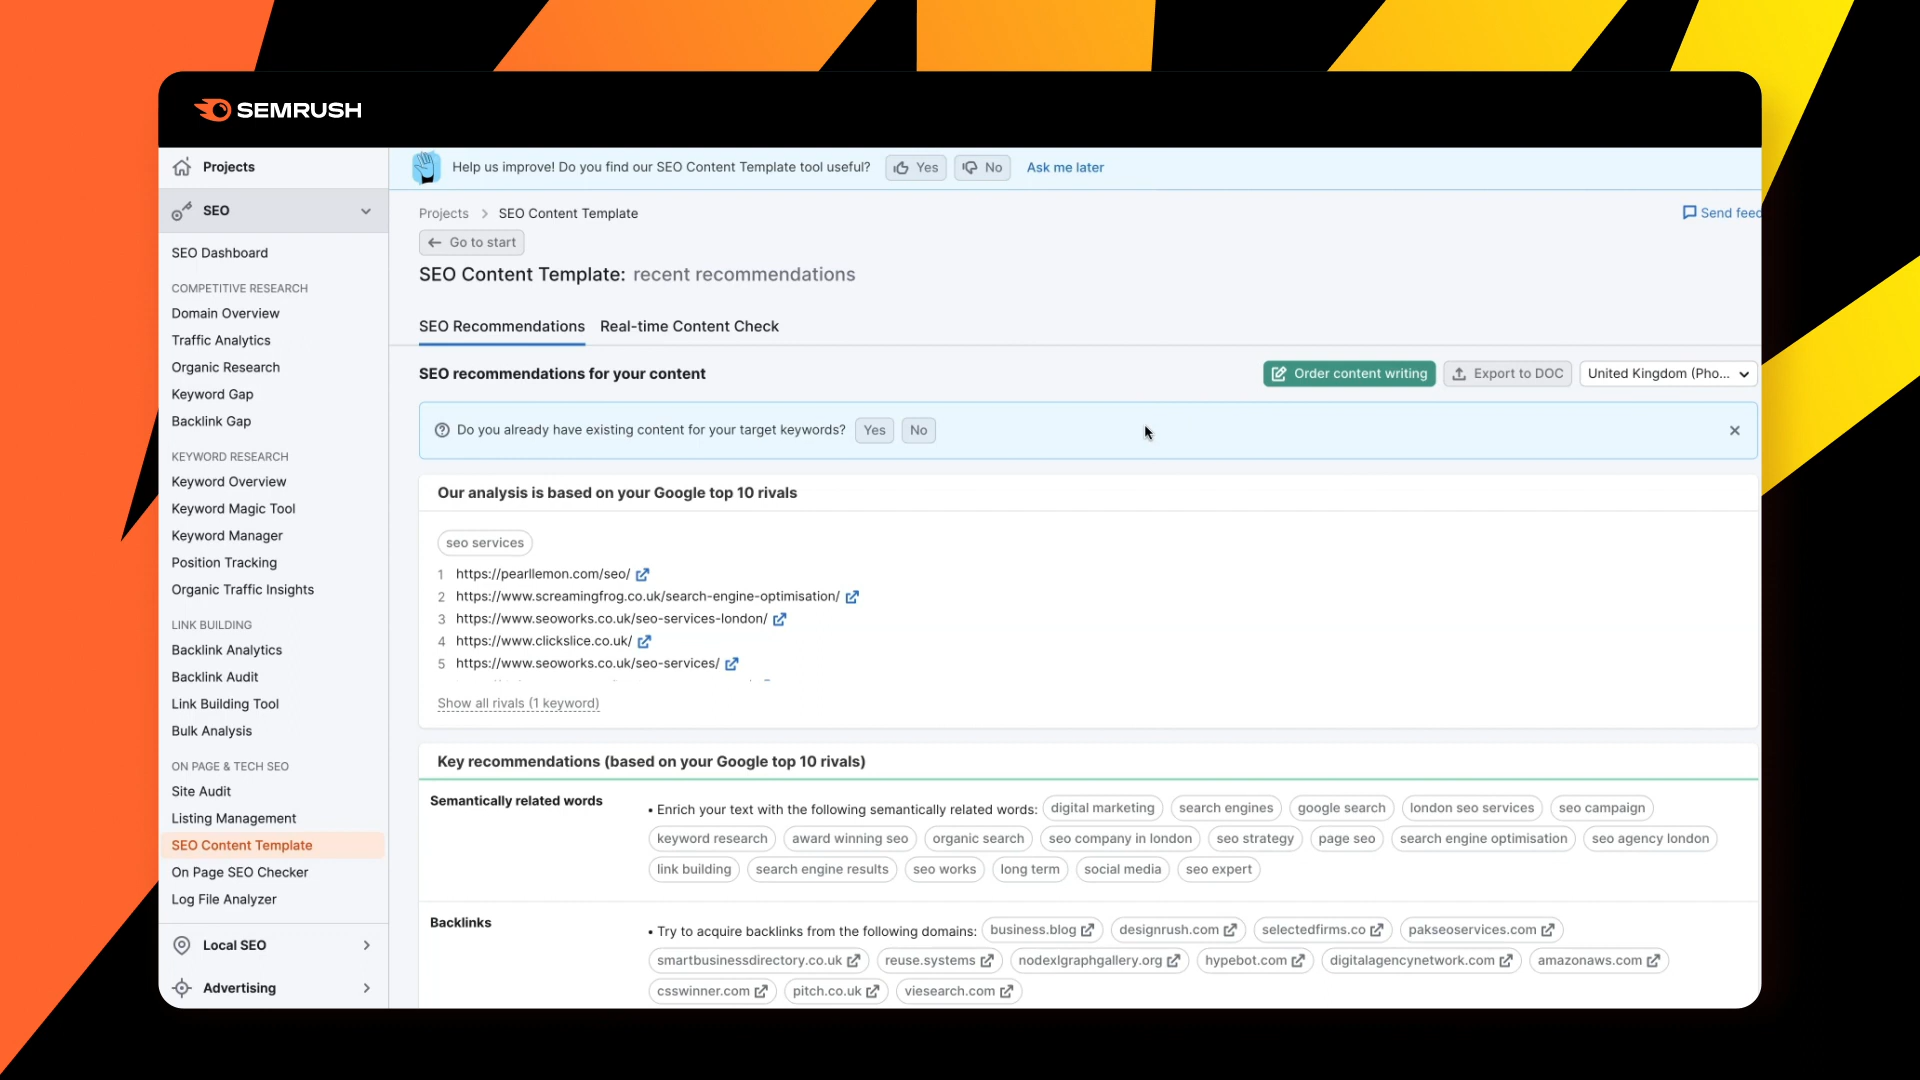 SEMRUSH
Projects
SEO
SEO Dashboard
COMPETITIVE RESEARCH
Domain Overview
Traffic Analytics
Organic Research
Keyword Gap
Backlink Gap
KEYWORD RESEARCH
Keyword Overview
Keyword Magic Tool
Keyword Manager
Position Tracking
Organic Traffic Insights
LINK BUILDING
Backlink Analytics
Backlink Audit
Link Building Tool
Bulk Analysis
ON PAGE & TECH SEO
Site Audit
Listing Management
SEO Content Template
On Page SEO Checker
Log File Analyzer
Local SEO
Advertising
Help us improve! Do you find our SEO Content Template tool useful? Yes No Ask me later
Projects > SEO Content Template Send feed
Go to start
SEO Content Template: recent recommendations
SEO Recommendations Real-time Content Check
SEO recommendations for your content Order content writing Export to DOC United Kingdom (Pho...
Do you already have existing content for your target keywords? Yes No
Our analysis is based on your Google top 10 rivals
seo services
1 https://pearllemon.com/seo/
2 https://www.screamingfrog.co.uk/search-engine-optimisation/
3 https://www.seoworks.co.uk/seo-services-london/
4 https://www.clickslice.co.uk/
5 https://www.seoworks.co.uk/seo-services/
Show all rivals (1 keyword)
Key recommendations (based on your Google top 10 rivals)
Semantically related words
• Enrich your text with the following semantically related words: digital marketing search engines google search london seo services seo campaign
keyword research award winning seo organic search seo company in london seo strategy page seo search engine optimisation seo agency london
link building search engine results seo works long term social media seo expert
Backlinks
• Try to acquire backlinks from the following domains: business.blog designrush.com selectedfirms.co pakseoservices.com
smartbusinessdirectory.co.uk reuse.systems nodexlgraphgallery.org hypebot.com digitalagencynetwork.com amazonaws.com
csswinner.com pitch.co.uk viesearch.com